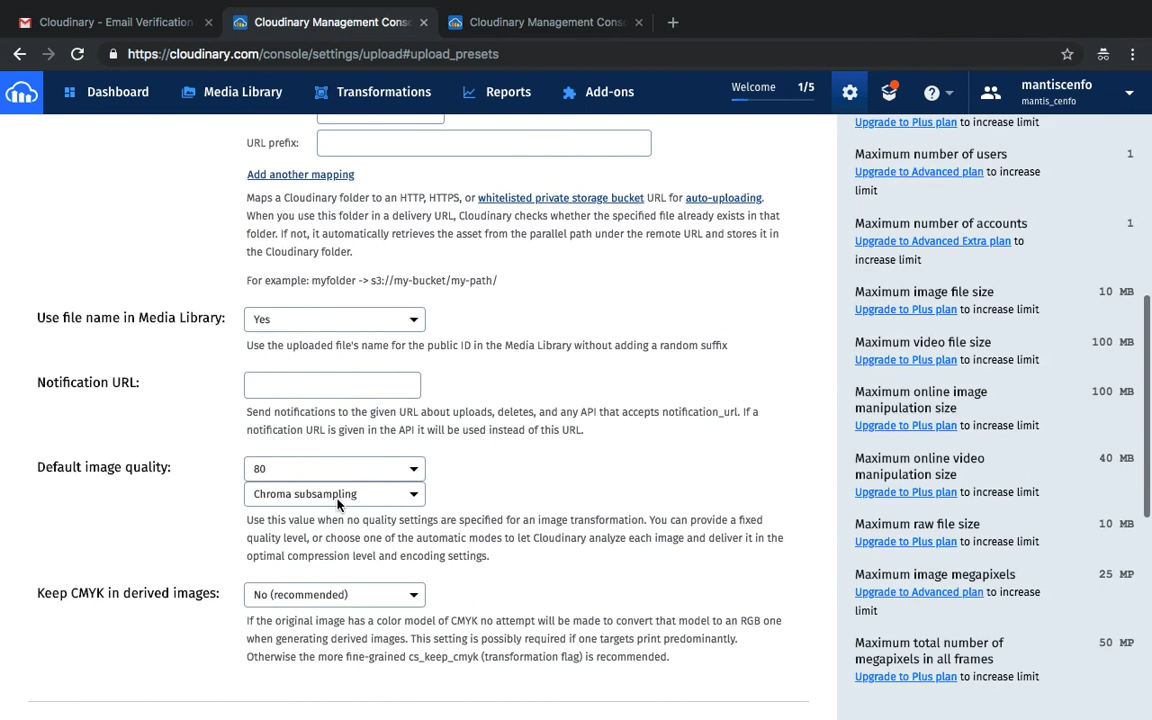 Cloudinary - Email Verification
Cloudinary Management Conso
Cloudinary Management Conso
https://cloudinary.com/console/settings/upload#upload_presets
Dashboard
Media Library
Transformations
Reports
Add-ons
Welcome 1/5
mantiscenfo
mantis_cenfo
URL prefix:
Add another mapping
Maps a Cloudinary folder to an HTTP, HTTPS, or whitelisted private storage bucket URL for auto-uploading.
When you use this folder in a delivery URL, Cloudinary checks whether the specified file already exists in that
folder. If not, it automatically retrieves the asset from the parallel path under the remote URL and stores it in
the Cloudinary folder.
For example: myfolder -> s3://my-bucket/my-path/
Use file name in Media Library:
Yes
Use the uploaded file's name for the public ID in the Media Library without adding a random suffix
Notification URL:
Send notifications to the given URL about uploads, deletes, and any API that accepts notification_url. If a
notification URL is given in the API it will be used instead of this URL.
Default image quality:
80
Chroma subsampling
Use this value when no quality settings are specified for an image transformation. You can provide a fixed
quality level, or choose one of the automatic modes to let Cloudinary analyze each image and deliver it in the
optimal compression level and encoding settings.
Keep CMYK in derived images:
No (recommended)
If the original image has a color model of CMYK no attempt will be made to convert that model to an RGB one
when generating derived images. This setting is possibly required if one targets print predominantly.
Otherwise the more fine-grained cs_keep_cmyk (transformation flag) is recommended.
Upgrade to Plus plan to increase limit
Maximum number of users 1
Upgrade to Advanced plan to increase
limit
Maximum number of accounts 1
Upgrade to Advanced Extra plan to
increase limit
Maximum image file size 10 MB
Upgrade to Plus plan to increase limit
Maximum video file size 100 MB
Upgrade to Plus plan to increase limit
Maximum online image 100 MB
manipulation size
Upgrade to Plus plan to increase limit
Maximum online video 40 MB
manipulation size
Upgrade to Plus plan to increase limit
Maximum raw file size 10 MB
Upgrade to Plus plan to increase limit
Maximum image megapixels 25 MP
Upgrade to Advanced plan to increase
limit
Maximum total number of 50 MP
megapixels in all frames
Upgrade to Plus plan to increase limit